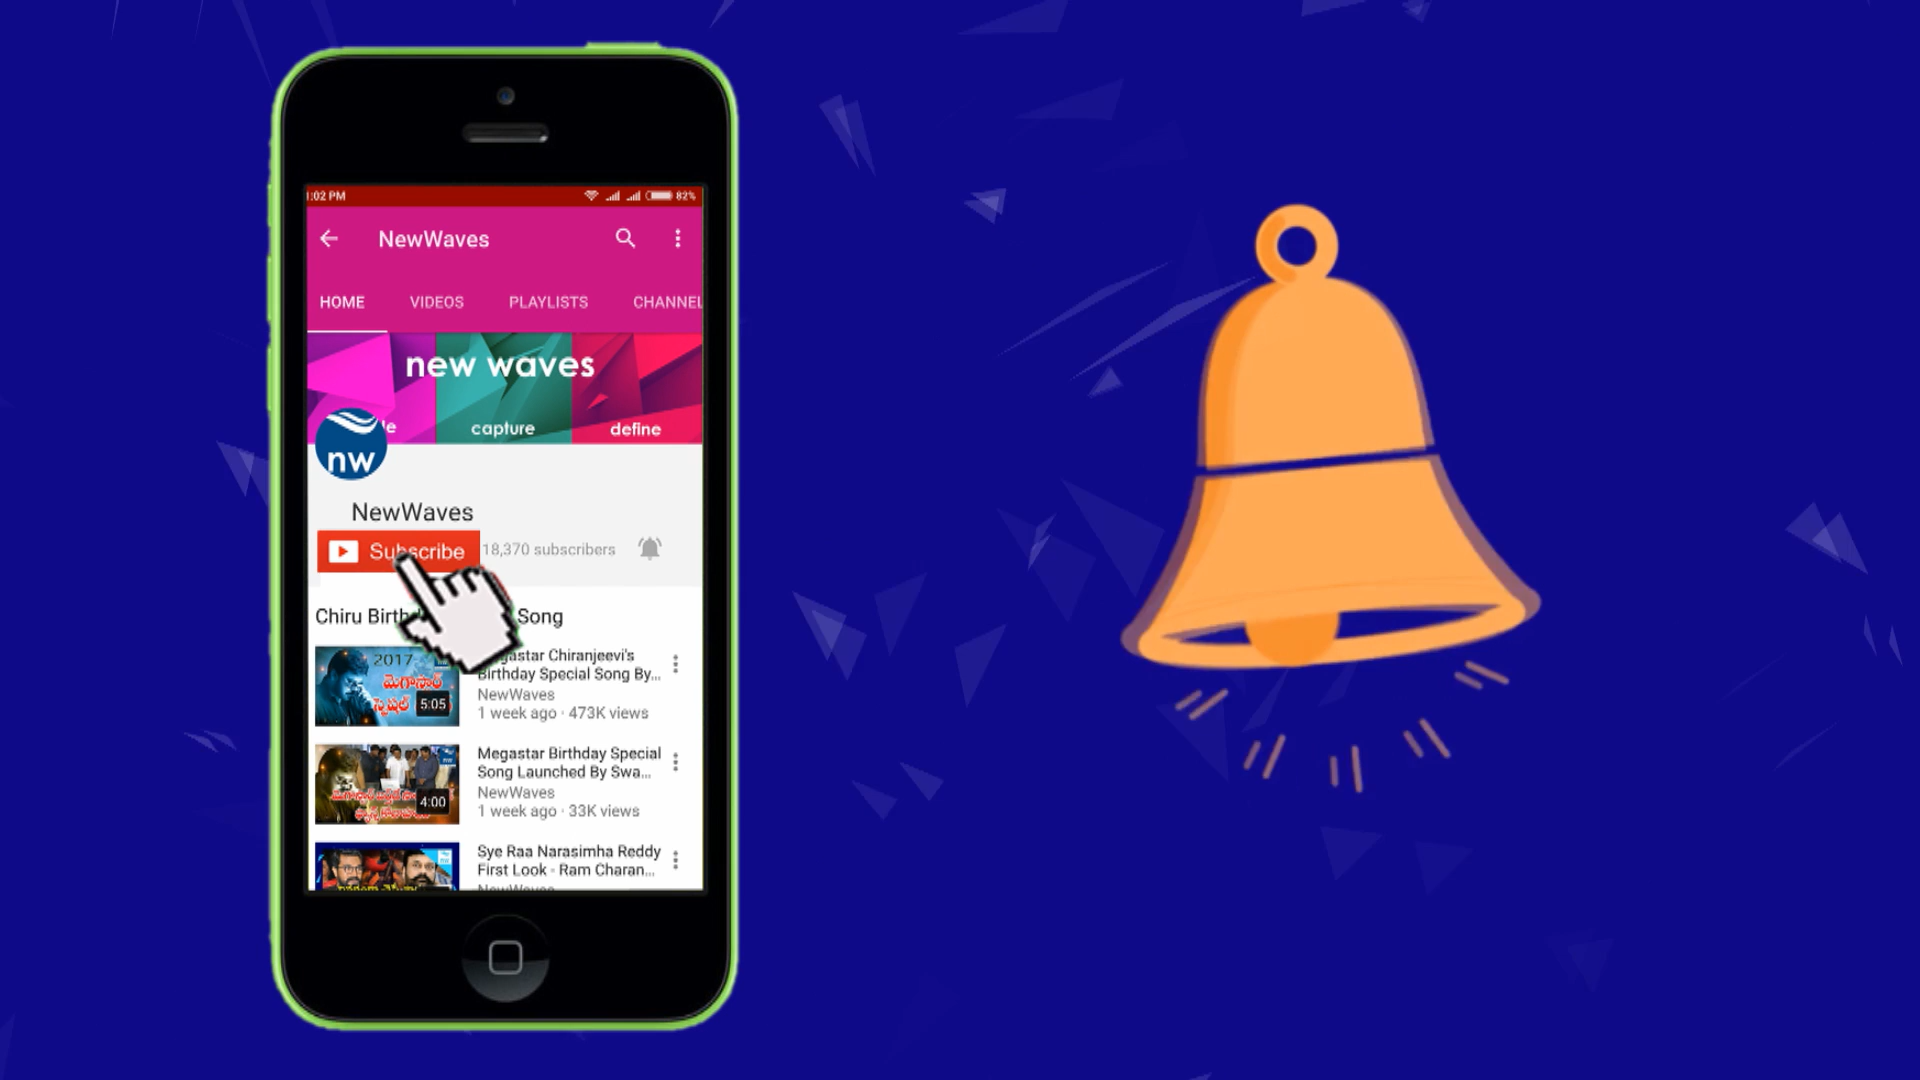 1:02 PM 82%
NewWaves
HOME VIDEOS PLAYLISTS CHANNEL
new waves
capture define
nw
NewWaves
Subscribe 18,370 subscribers
Chiru Song
2017
మెగాస్టార్
స్పెషల్ 5:05
Chiranjeevi's
Birthday Special Song By...
NewWaves
1 week ago · 473K views
4:00
Megastar Birthday Special
Song Launched By Swa...
NewWaves
1 week ago · 33K views
Sye Raa Narasimha Reddy
First Look - Ram Charan...
NewWaves